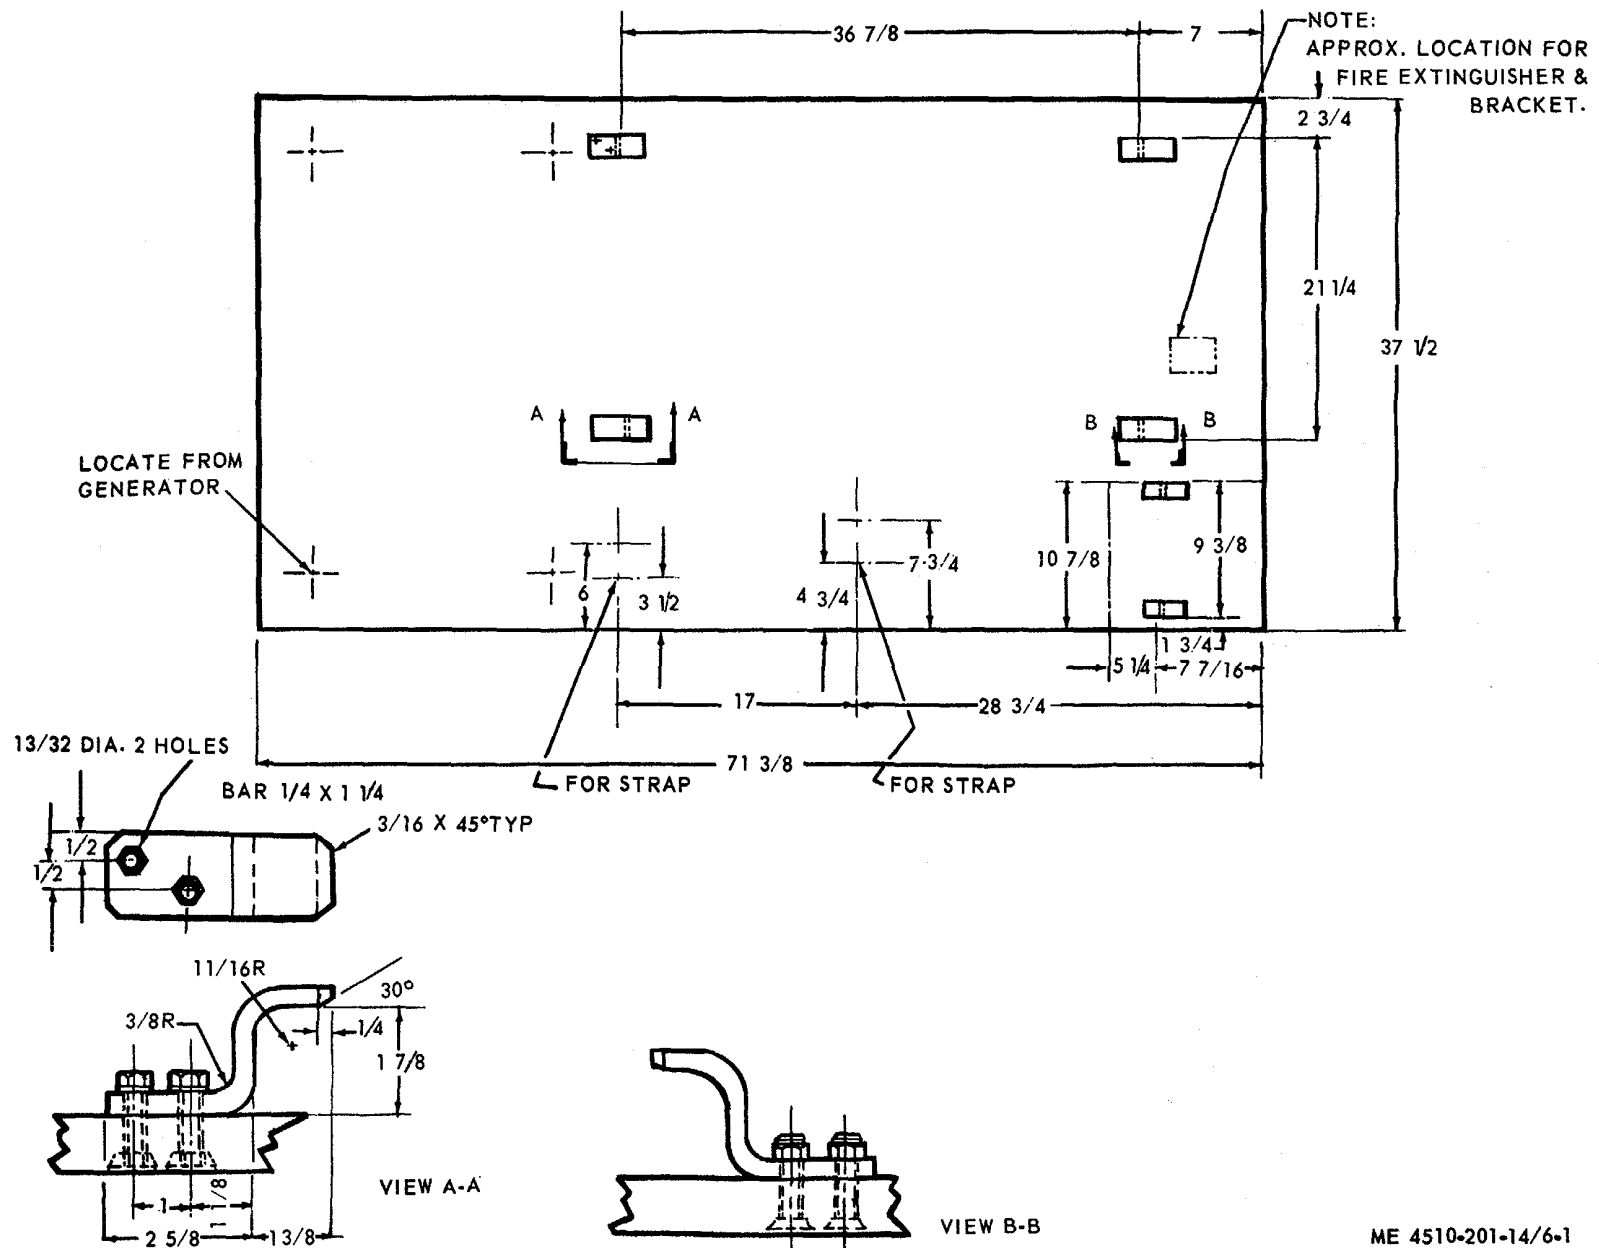 36 7/8
7
NOTE:
APPROX. LOCATION FOR
FIRE EXTINGUISHER &
BRACKET.
2 3/4
21 1/4
37 1/2
A
A
B
B
LOCATE FROM
GENERATOR
10 7/8
9 3/8
7 3/4
6
3 1/2
4 3/4
1 3/4
5 1/4
7 7/16
17
28 3/4
71 3/8
FOR STRAP
FOR STRAP
13/32 DIA. 2 HOLES
BAR 1/4 X 1 1/4
3/16 X 45°TYP
1/2
1/2
11/16R
30°
3/8R
1/4
1 7/8
1
2 5/8
1 3/8
VIEW A-A
VIEW B-B
ME 4510-201-14/6-1